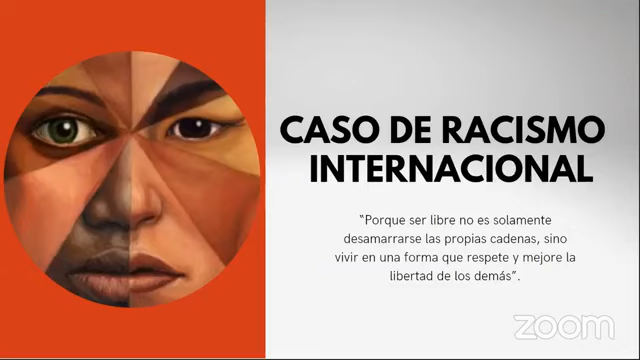 CASO DE RACISMO
INTERNACIONAL
“Porque ser libre no es solamente
desamarrarse las propias cadenas, sino
vivir en una forma que respete y mejore la
libertad de los demás”.
zoom